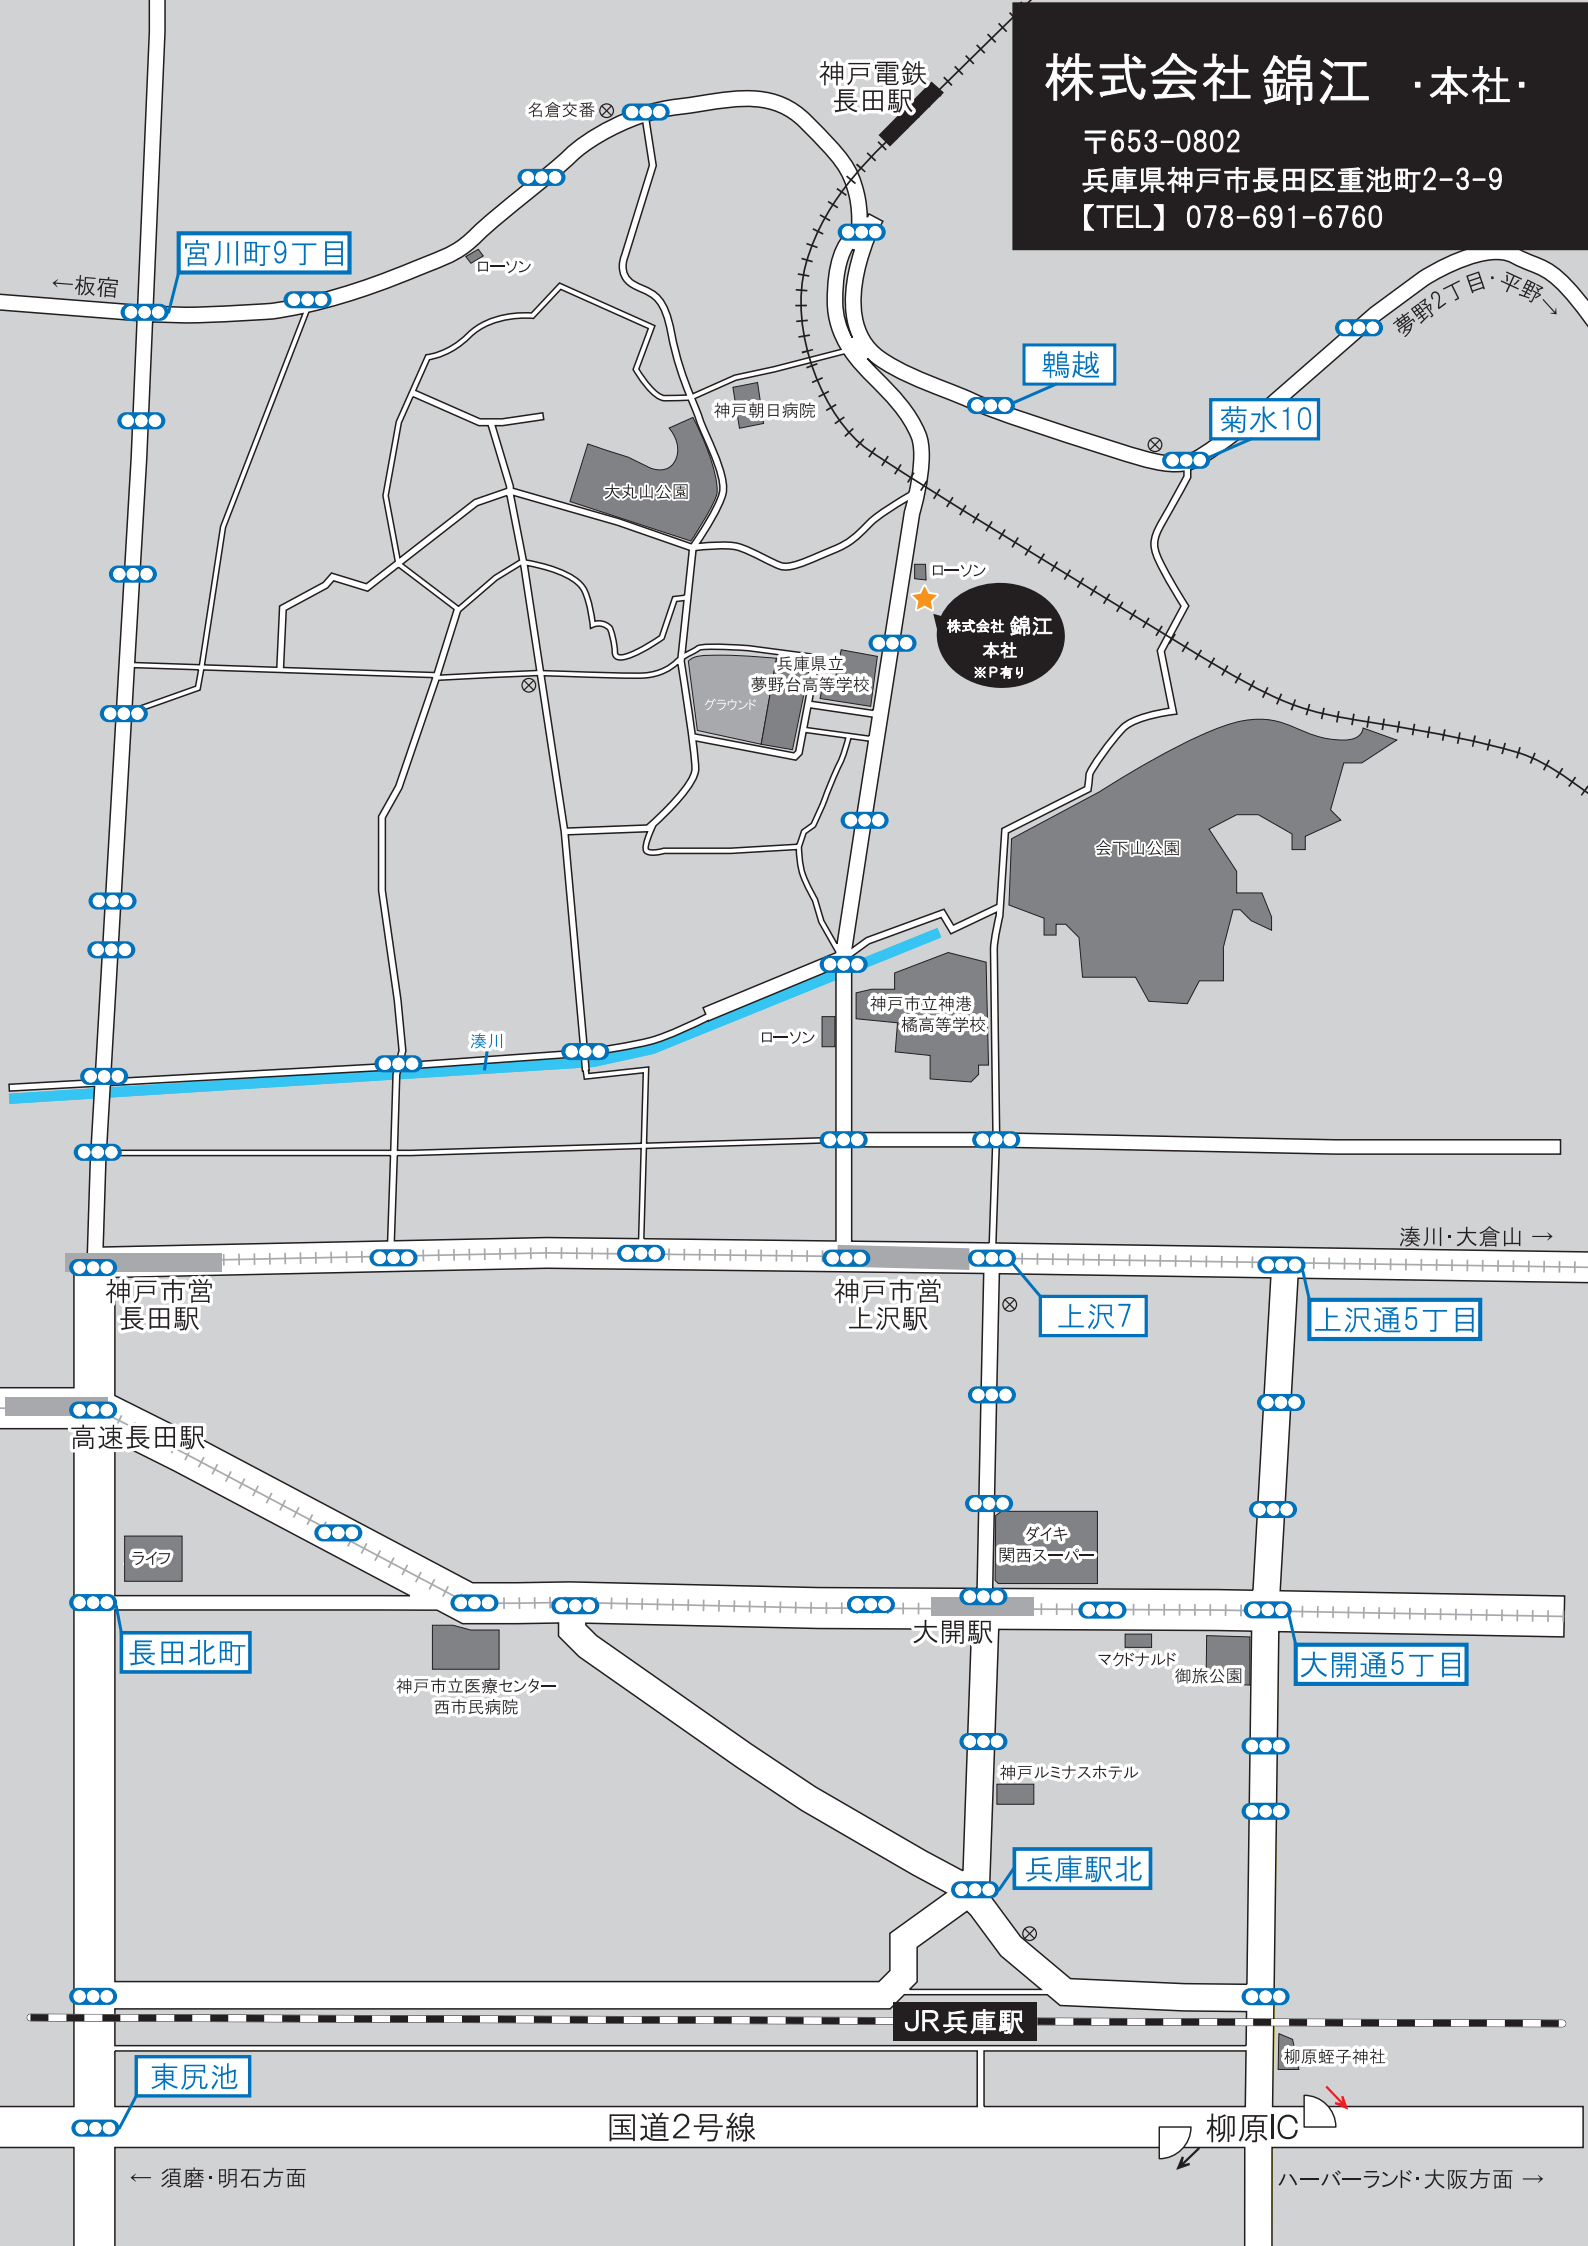 株式会社 錦江 ・本社・
〒653-0802
兵庫県神戸市長田区重池町2-3-9
【TEL】 078-691-6760
神戸電鉄
長田駅
名倉交番
宮川町9丁目
←板宿
ローソン
夢野2丁目・平野→
鵯越
菊水10
神戸朝日病院
大丸山公園
ローソン
株式会社 錦江
本社
※P有り
兵庫県立
夢野台高等学校
グラウンド
会下山公園
神戸市立神港
橘高等学校
ローソン
湊川
湊川・大倉山 →
神戸市営
長田駅
神戸市営
上沢駅
上沢7
上沢通5丁目
高速長田駅
ライフ
ダイキ
関西スーパー
長田北町
大開駅
マクドナルド
御旅公園
大開通5丁目
神戸市立医療センター
西市民病院
神戸ルミナスホテル
兵庫駅北
JR兵庫駅
柳原蛭子神社
東尻池
国道2号線
柳原IC
← 須磨・明石方面
ハーバーランド・大阪方面 →